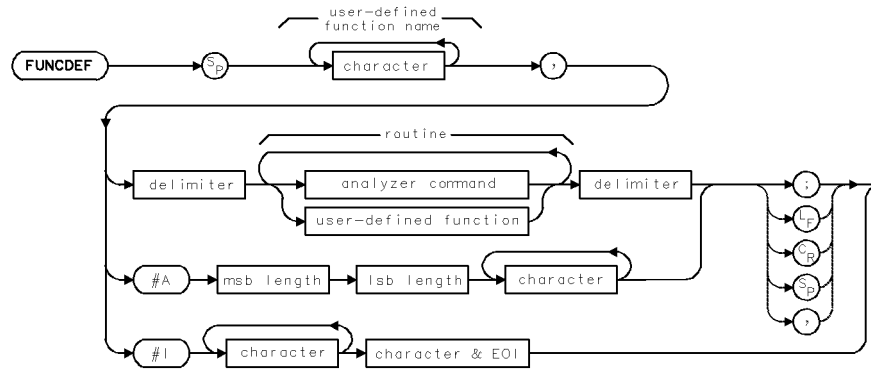 user-defined
function name
FUNCDEF
SP
character
,
routine
delimiter
analyzer command
delimiter
;
user-defined function
LF
#A
msb length
lsb length
character
CR
SP
,
#I
character
character & EOI